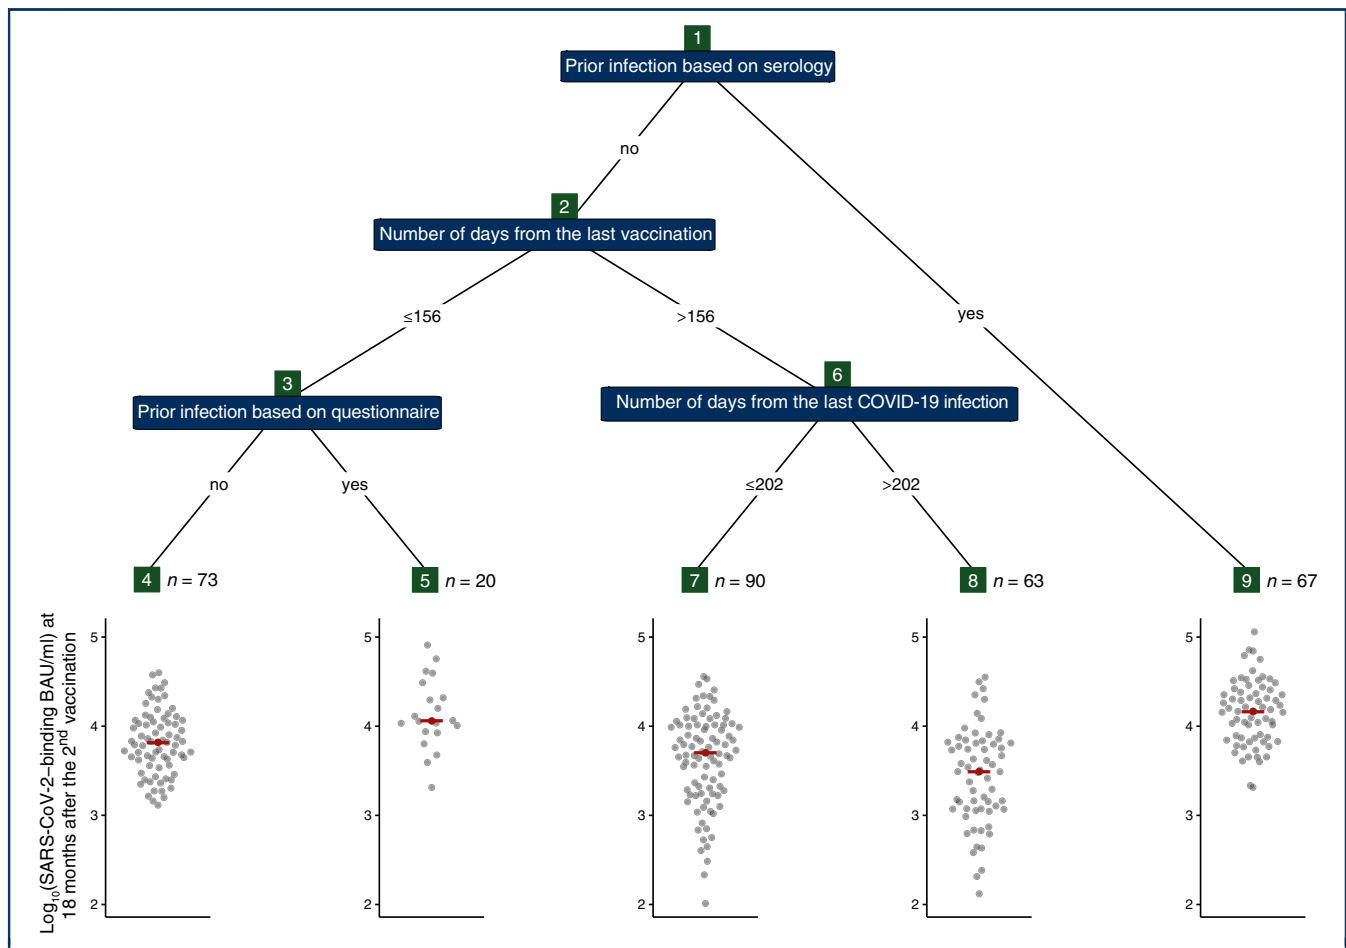 1
Prior infection based on serology
no
yes
2
Number of days from the last vaccination
≤156
>156
3
Prior infection based on questionnaire
6
Number of days from the last COVID-19 infection
no
yes
≤202
>202
4 n = 73
5 n = 20
7 n = 90
8 n = 63
9 n = 67
Log10(SARS-CoV-2–binding BAU/ml) at
18 months after the 2nd vaccination
5
4
3
2
5
4
3
2
5
4
3
2
5
4
3
2
5
4
3
2